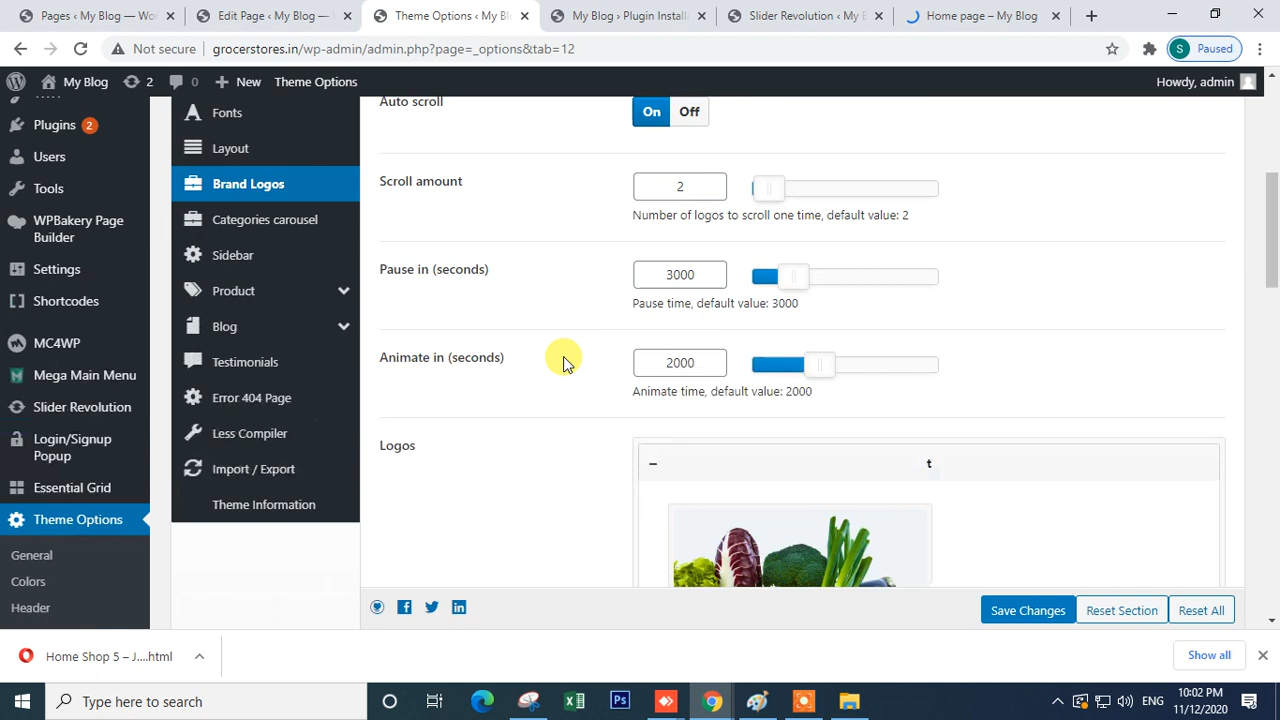 Pages ‹ My Blog — Wor
Edit Page ‹ My Blog — W
Theme Options ‹ My Bl
My Blog › Plugin Install
Slider Revolution ‹ My B
Home page – My Blog
Not secure
grocerstores.in/wp-admin/admin.php?page=_options&tab=12
S Paused
My Blog 2 0 New Theme Options
Howdy, admin
Plugins 2
Users
Tools
WPBakery Page
Builder
Settings
Shortcodes
MC4WP
Mega Main Menu
Slider Revolution
Login/Signup
Popup
Essential Grid
Theme Options
General
Colors
Header
Fonts
Layout
Brand Logos
Categories carousel
Sidebar
Product
Blog
Testimonials
Error 404 Page
Less Compiler
Import / Export
Theme Information
Auto scroll
On Off
Scroll amount
2
Number of logos to scroll one time, default value: 2
Pause in (seconds)
3000
Pause time, default value: 3000
Animate in (seconds)
2000
Animate time, default value: 2000
Logos
t
Save Changes Reset Section Reset All
Home Shop 5 – J....html
Show all
Type here to search
ENG
10:02 PM
11/12/2020